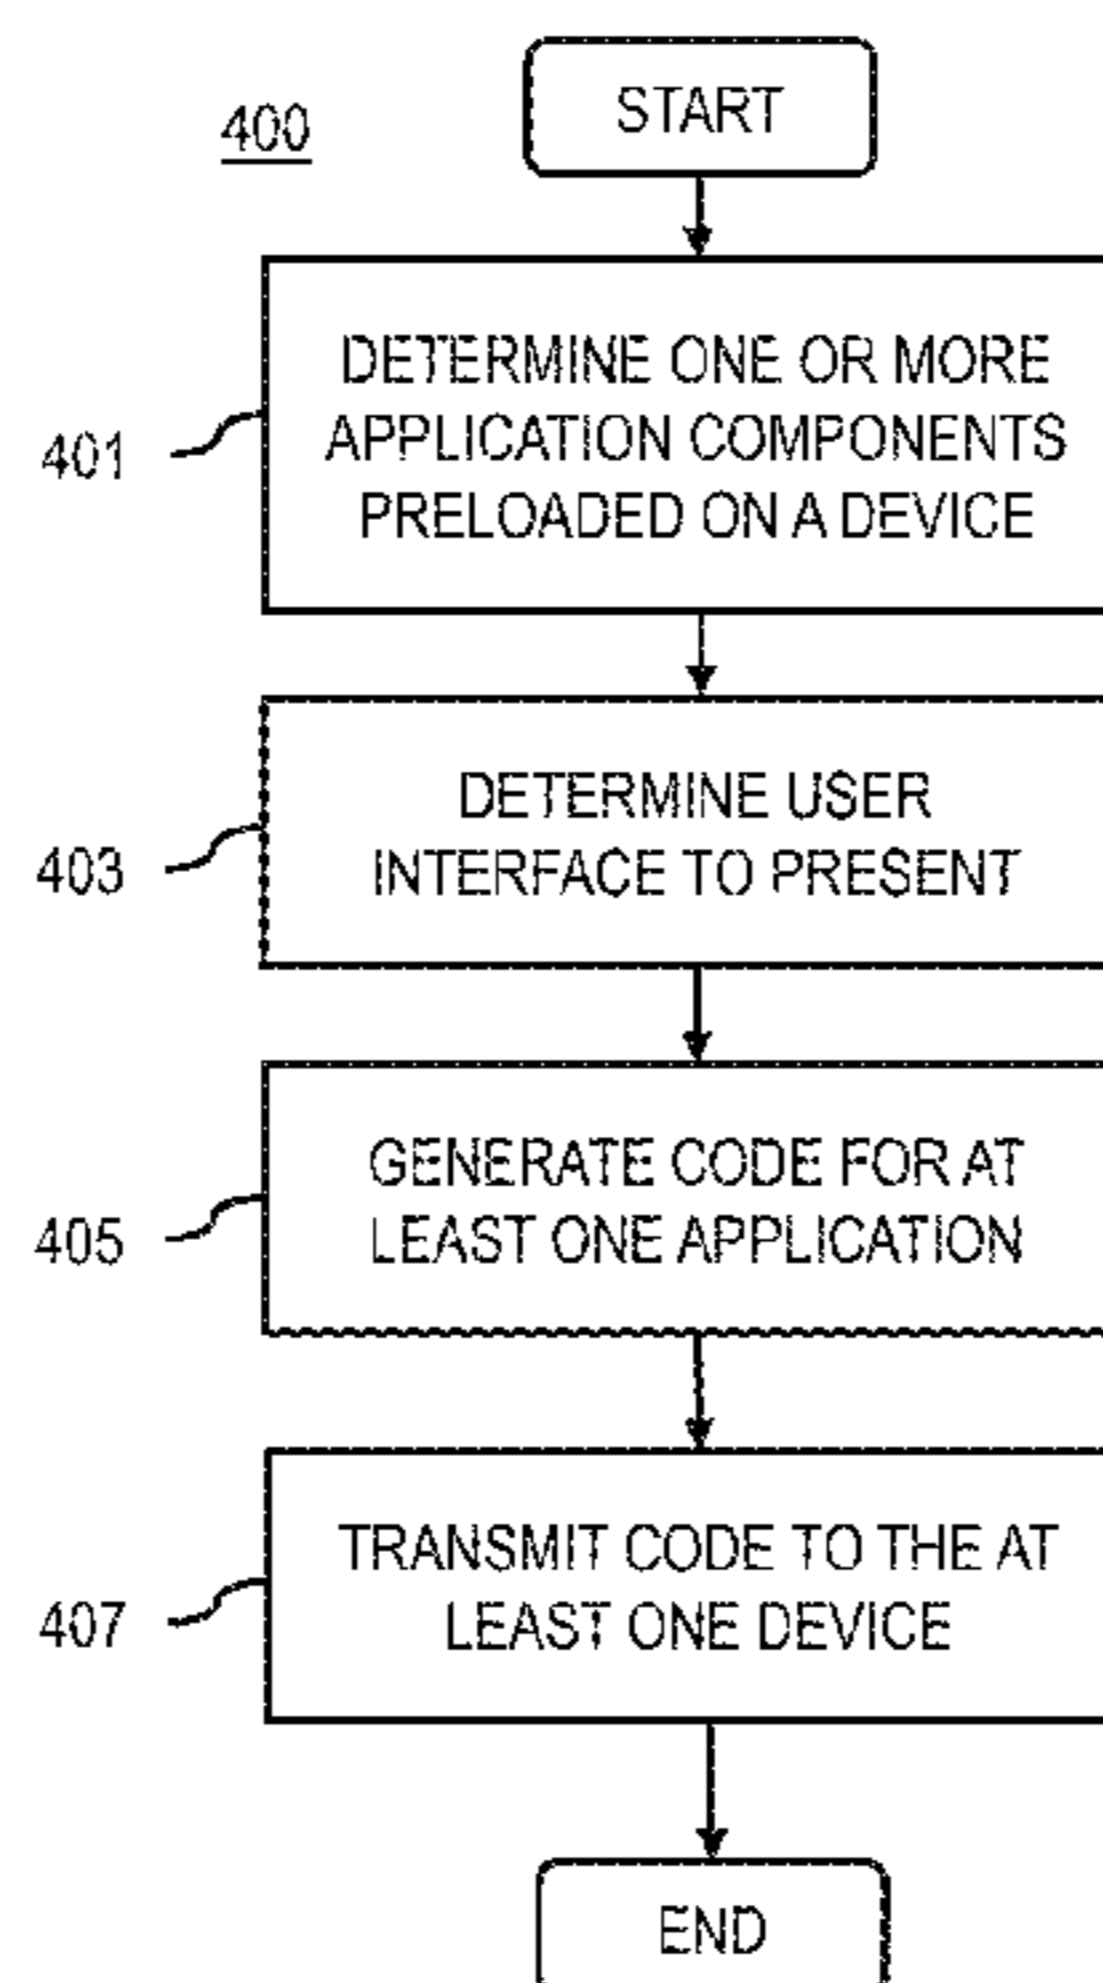 400
START
401
DETERMINE ONE OR MORE
APPLICATION COMPONENTS
PRELOADED ON A DEVICE
403
DETERMINE USER
INTERFACE TO PRESENT
405
GENERATE CODE FOR AT
LEAST ONE APPLICATION
407
TRANSMIT CODE TO THE AT
LEAST ONE DEVICE
END